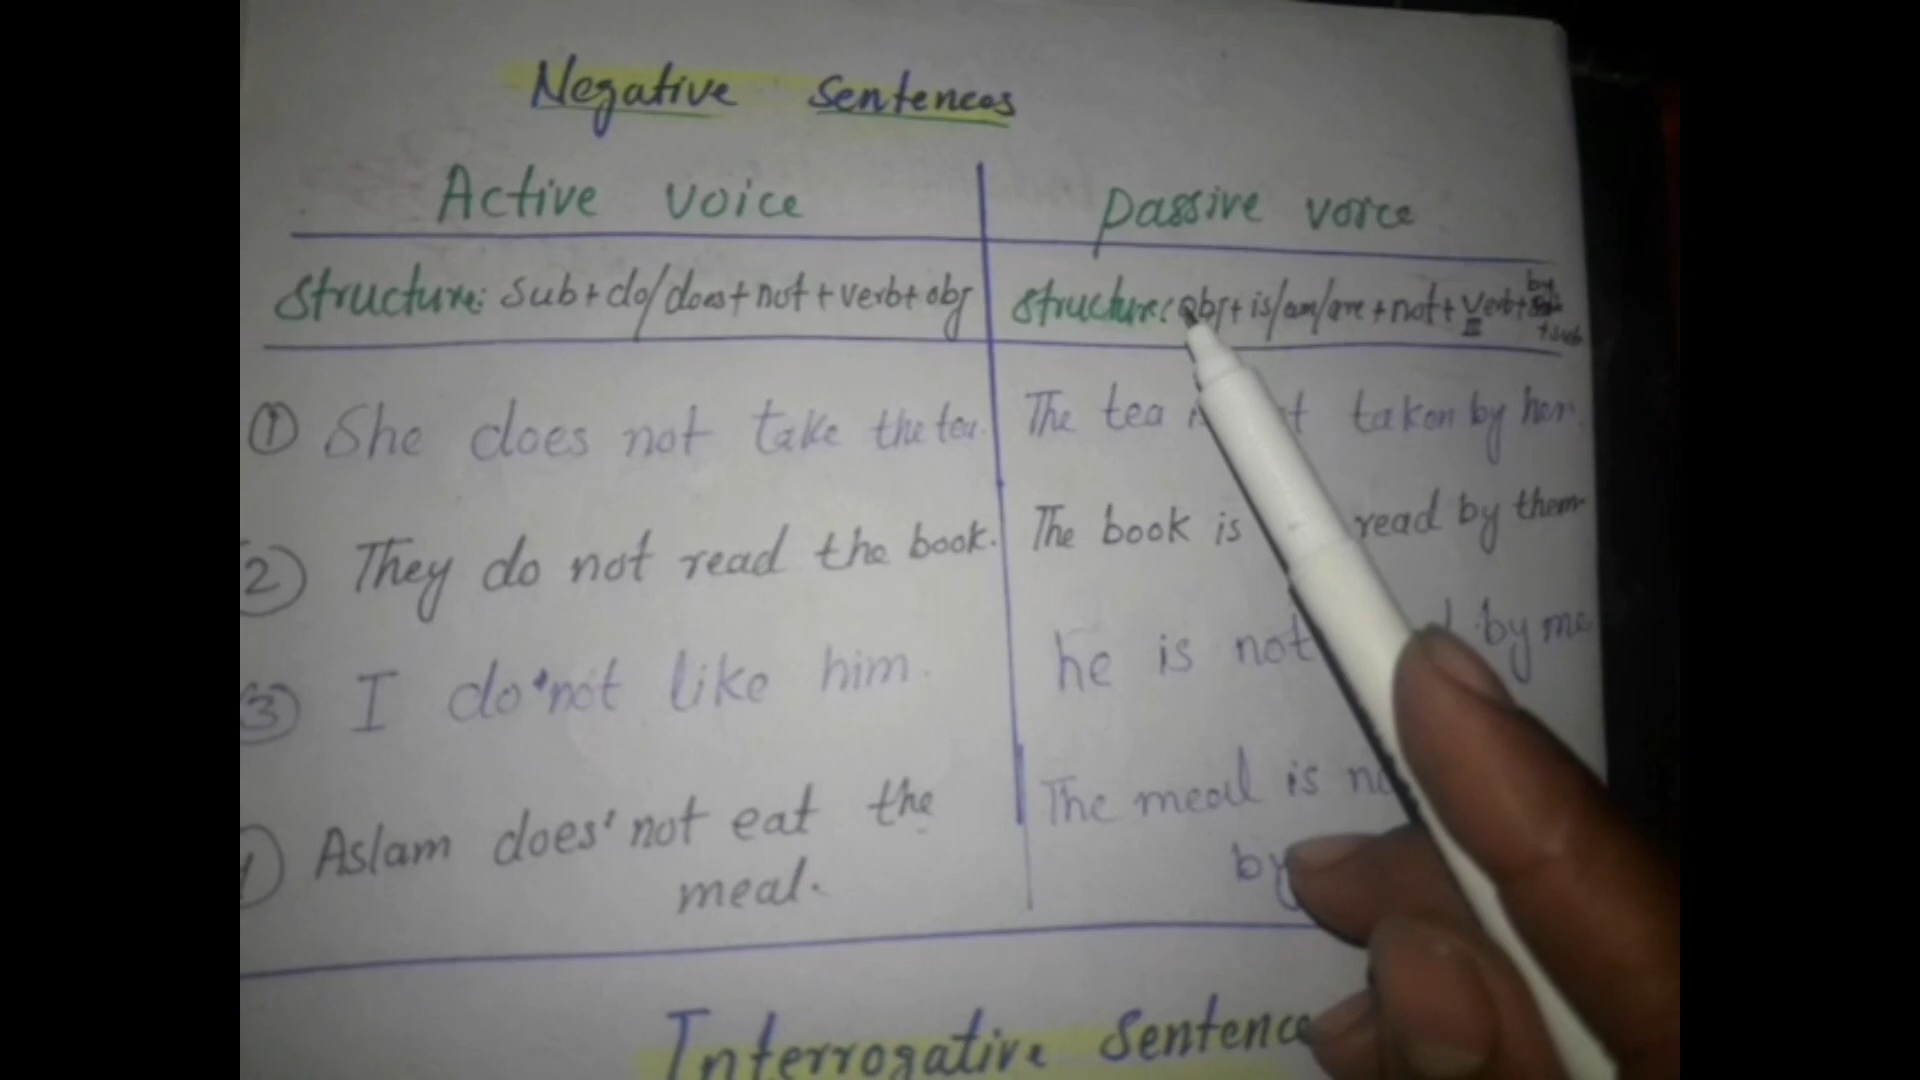 Negative Sentences
Active voice
Passive voice
Structure: Sub+do/does+not+verb+obj
Structure: obj+is/am/are+not+Verb+by
III
+sub
① She does not take the tea.
The tea taken by her.
2) They do not read the book.
The book is read by them.
3) I do not like him.
he is not by me
Aslam does not eat the
meal.
The meal is
by
Interrogative Sentence